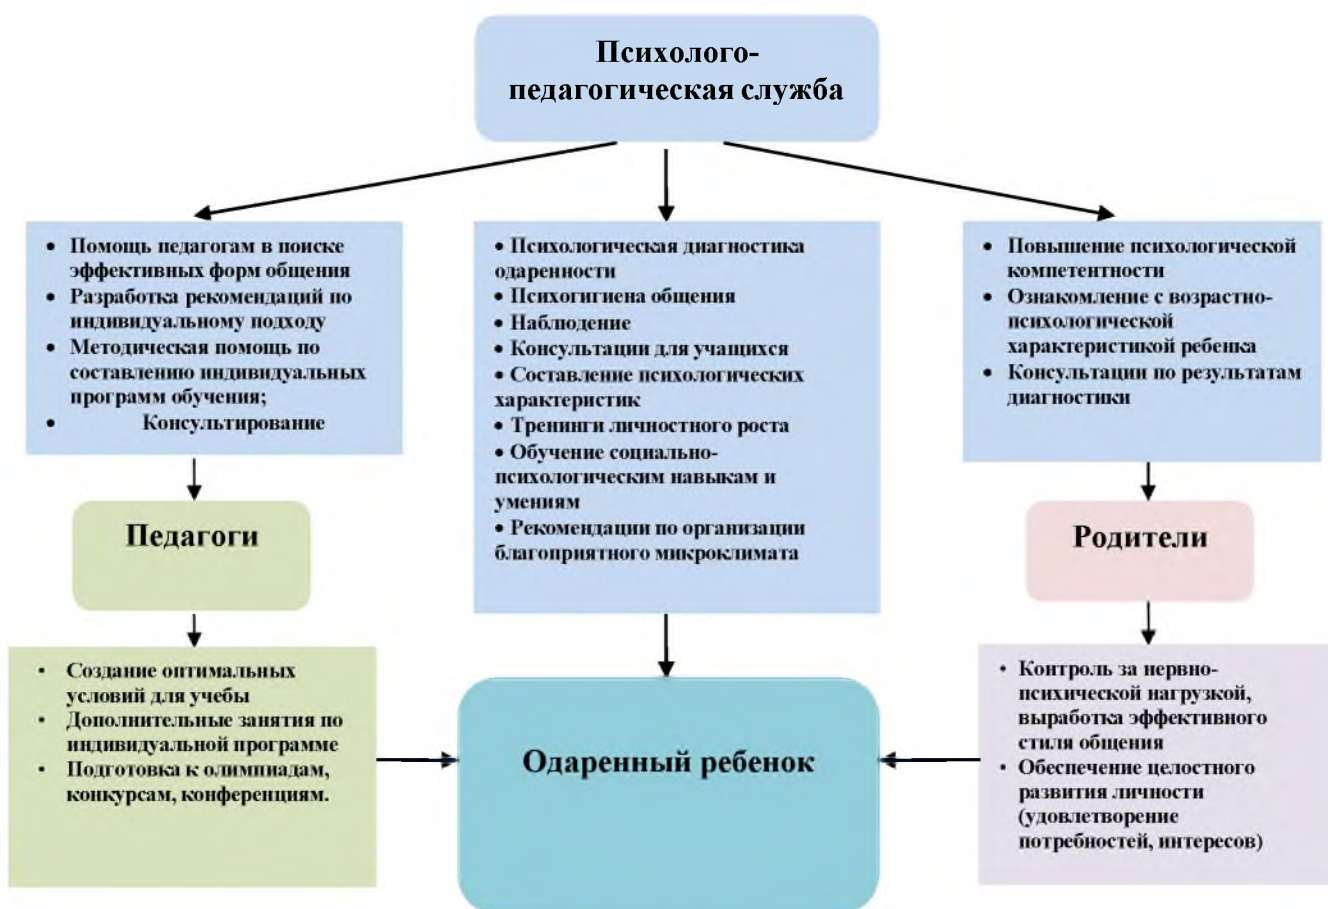 Психолого-
педагогическая служба
• Помощь педагогам в поиске
эффективных форм общения
• Разработка рекомендаций по
индивидуальному подходу
• Методическая помощь по
составлению индивидуальных
программ обучения;
• Консультирование
• Психологическая диагностика
одаренности
• Психогигиена общения
• Наблюдение
• Консультации для учащихся
• Составление психологических
характеристик
• Тренинги личностного роста
• Обучение социально-
психологическим навыкам и
умениям
• Рекомендации по организации
благоприятного микроклимата
• Повышение психологической
компетентности
• Ознакомление с возрастно-
психологической
характеристикой ребенка
• Консультации по результатам
диагностики
Педагоги
Родители
• Создание оптимальных
условий для учебы
• Дополнительные занятия по
индивидуальной программе
• Подготовка к олимпиадам,
конкурсам, конференциям.
Одаренный ребенок
• Контроль за нервно-
психической нагрузкой,
выработка эффективного
стиля общения
• Обеспечение целостного
развития личности
(удовлетворение
потребностей, интересов)